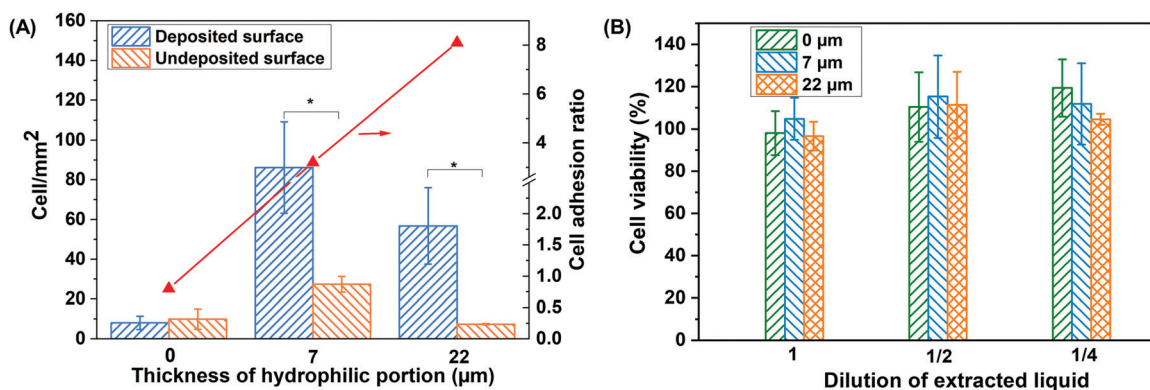 (A)
Deposited surface
Undeposited surface
Cell/mm2
160
140
120
100
80
60
40
20
0
*
*
8
6
4
2.0
1.5
1.0
0.5
0.0
Cell adhesion ratio
0 7 22
Thickness of hydrophilic portion (μm)
(B)
0 μm
7 μm
22 μm
Cell viability (%)
140
120
100
80
60
40
20
0
1 1/2 1/4
Dilution of extracted liquid